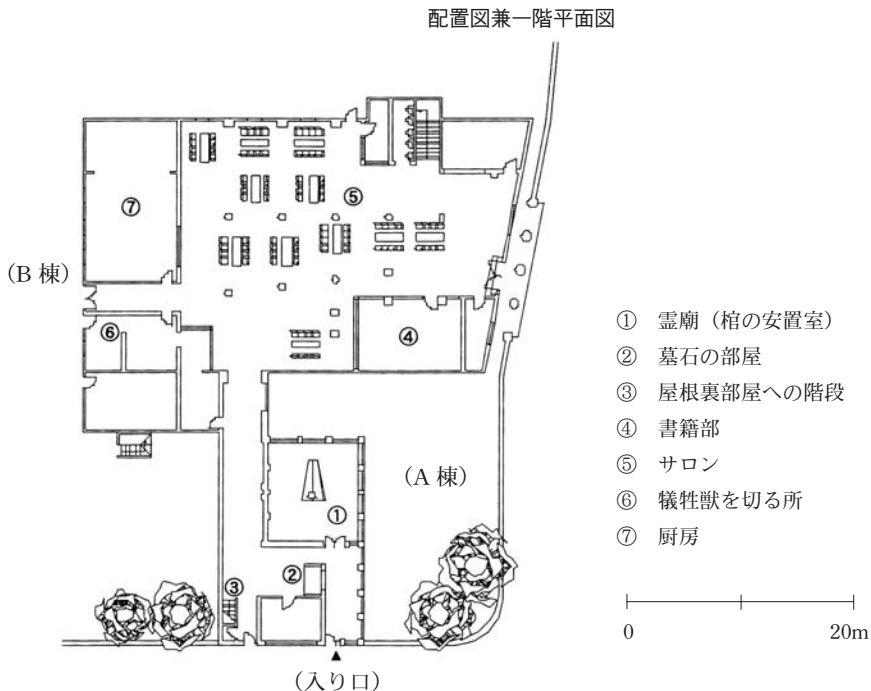 配置図兼一階平面図
⑦
⑤
(B 棟)
⑥
④
① 霊廟（棺の安置室）
② 墓石の部屋
③ 屋根裏部屋への階段
④ 書籍部
⑤ サロン
⑥ 犠牲獣を切る所
⑦ 厨房
(A 棟)
①
③
②
0 20m
▲
(入り口)